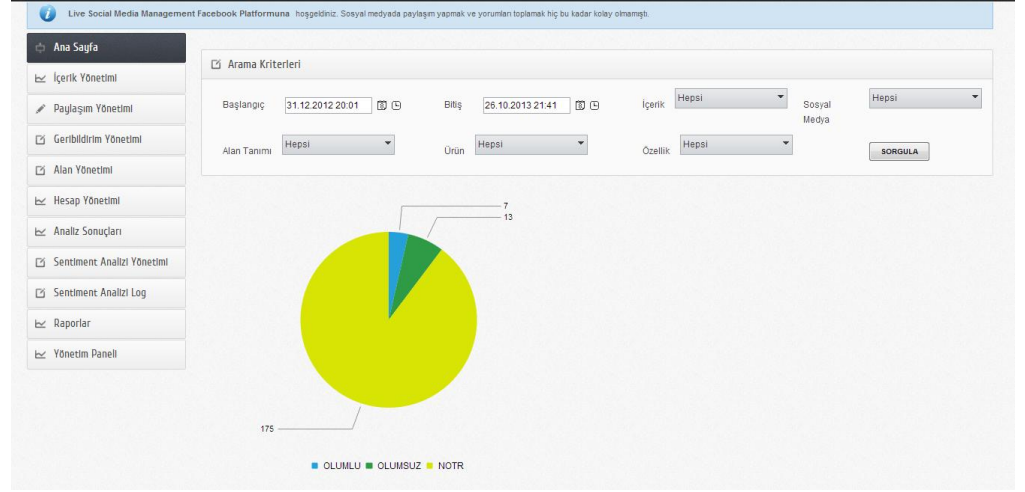 Live Social Media Management Facebook Platformuna hoşgeldiniz. Sosyal medyada paylaşım yapmak ve yorumları toplamak hiç bu kadar kolay olmamıştı.
Ana Sayfa
İçerik Yönetimi
Paylaşım Yönetimi
Geribildirim Yönetimi
Alan Yönetimi
Hesap Yönetimi
Analiz Sonuçları
Sentiment Analizi Yönetimi
Sentiment Analizi Log
Raporlar
Yönetim Paneli
Arama Kriterleri
Başlangıç 31.12.2012 20:01 Bitiş 26.10.2013 21:41 İçerik Hepsi Sosyal Medya Hepsi
Alan Tanımı Hepsi Ürün Hepsi Özellik Hepsi SORGULA
7
13
175
OLUMLU OLUMSUZ NOTR